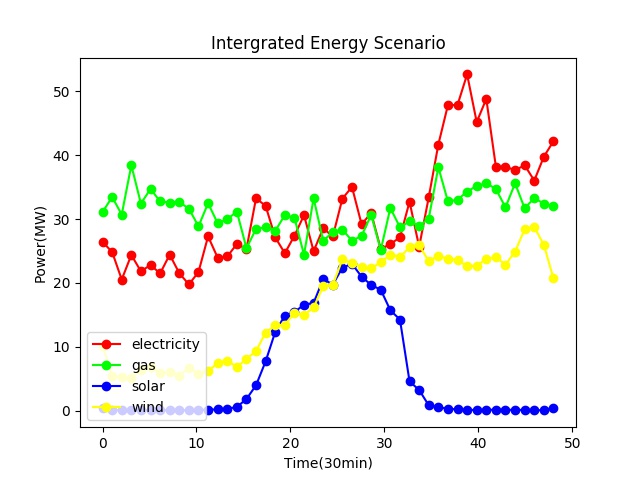 Intergrated Energy Scenario
Power(MW)
50
40
30
20
10
0
electricity
gas
solar
wind
0 10 20 30 40 50
Time(30min)